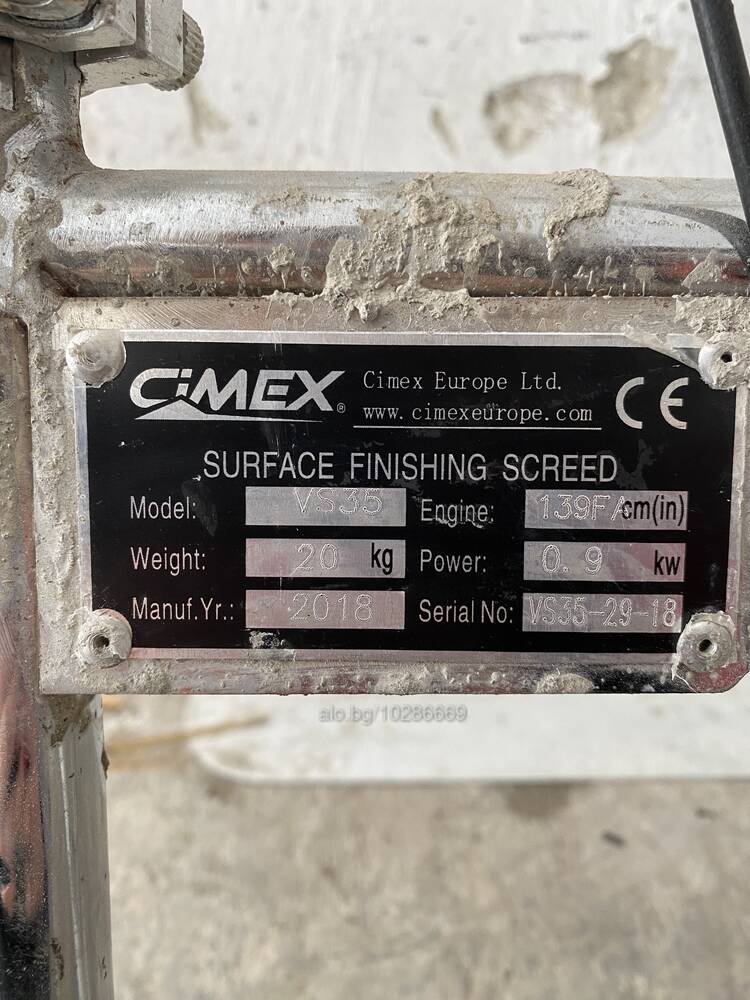 CiMEX®
Cimex Europe Ltd.
www.cimexeurope.com
CE
SURFACE FINISHING SCREED
Model: VS35 Engine: 139FA cm(in)
Weight: 20 kg Power: 0.9 kw
Manuf.Yr.: 2018 Serial No: VS35-29-18
alo.bg/10286669